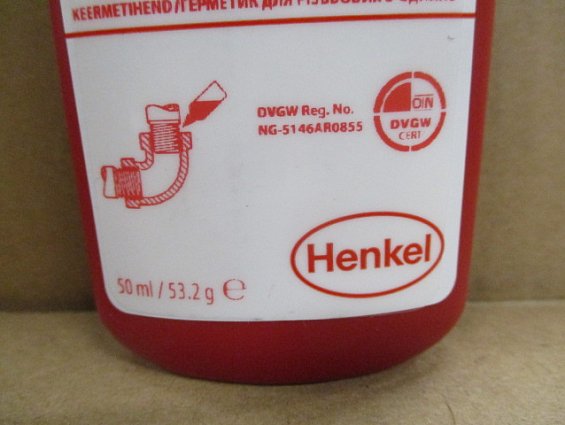 KEERMETIHEND/ГЕРМЕТИК ДЛЯ
DVGW Reg. No.
NG-5146AR0855
DIN
DVGW
CERT
Henkel
50 ml / 53.2 g ℮